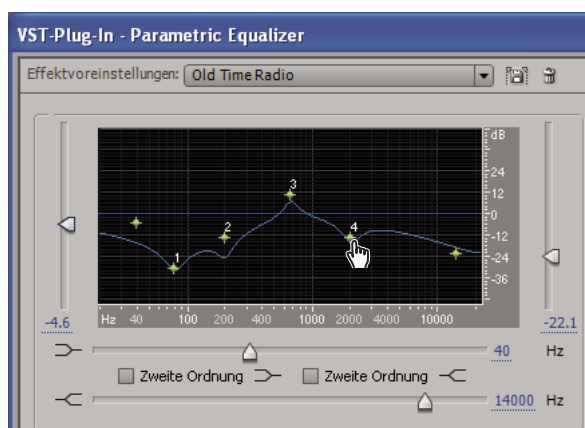 VST-Plug-In - Parametric Equalizer
Effektvoreinstellungen: Old Time Radio
dB
24
12
0
-12
-24
-36
1
2
3
4
-4.6
Hz 40 100 200 400 1000 2000 4000 10000
-22.1
40 Hz
Zweite Ordnung Zweite Ordnung
14000 Hz